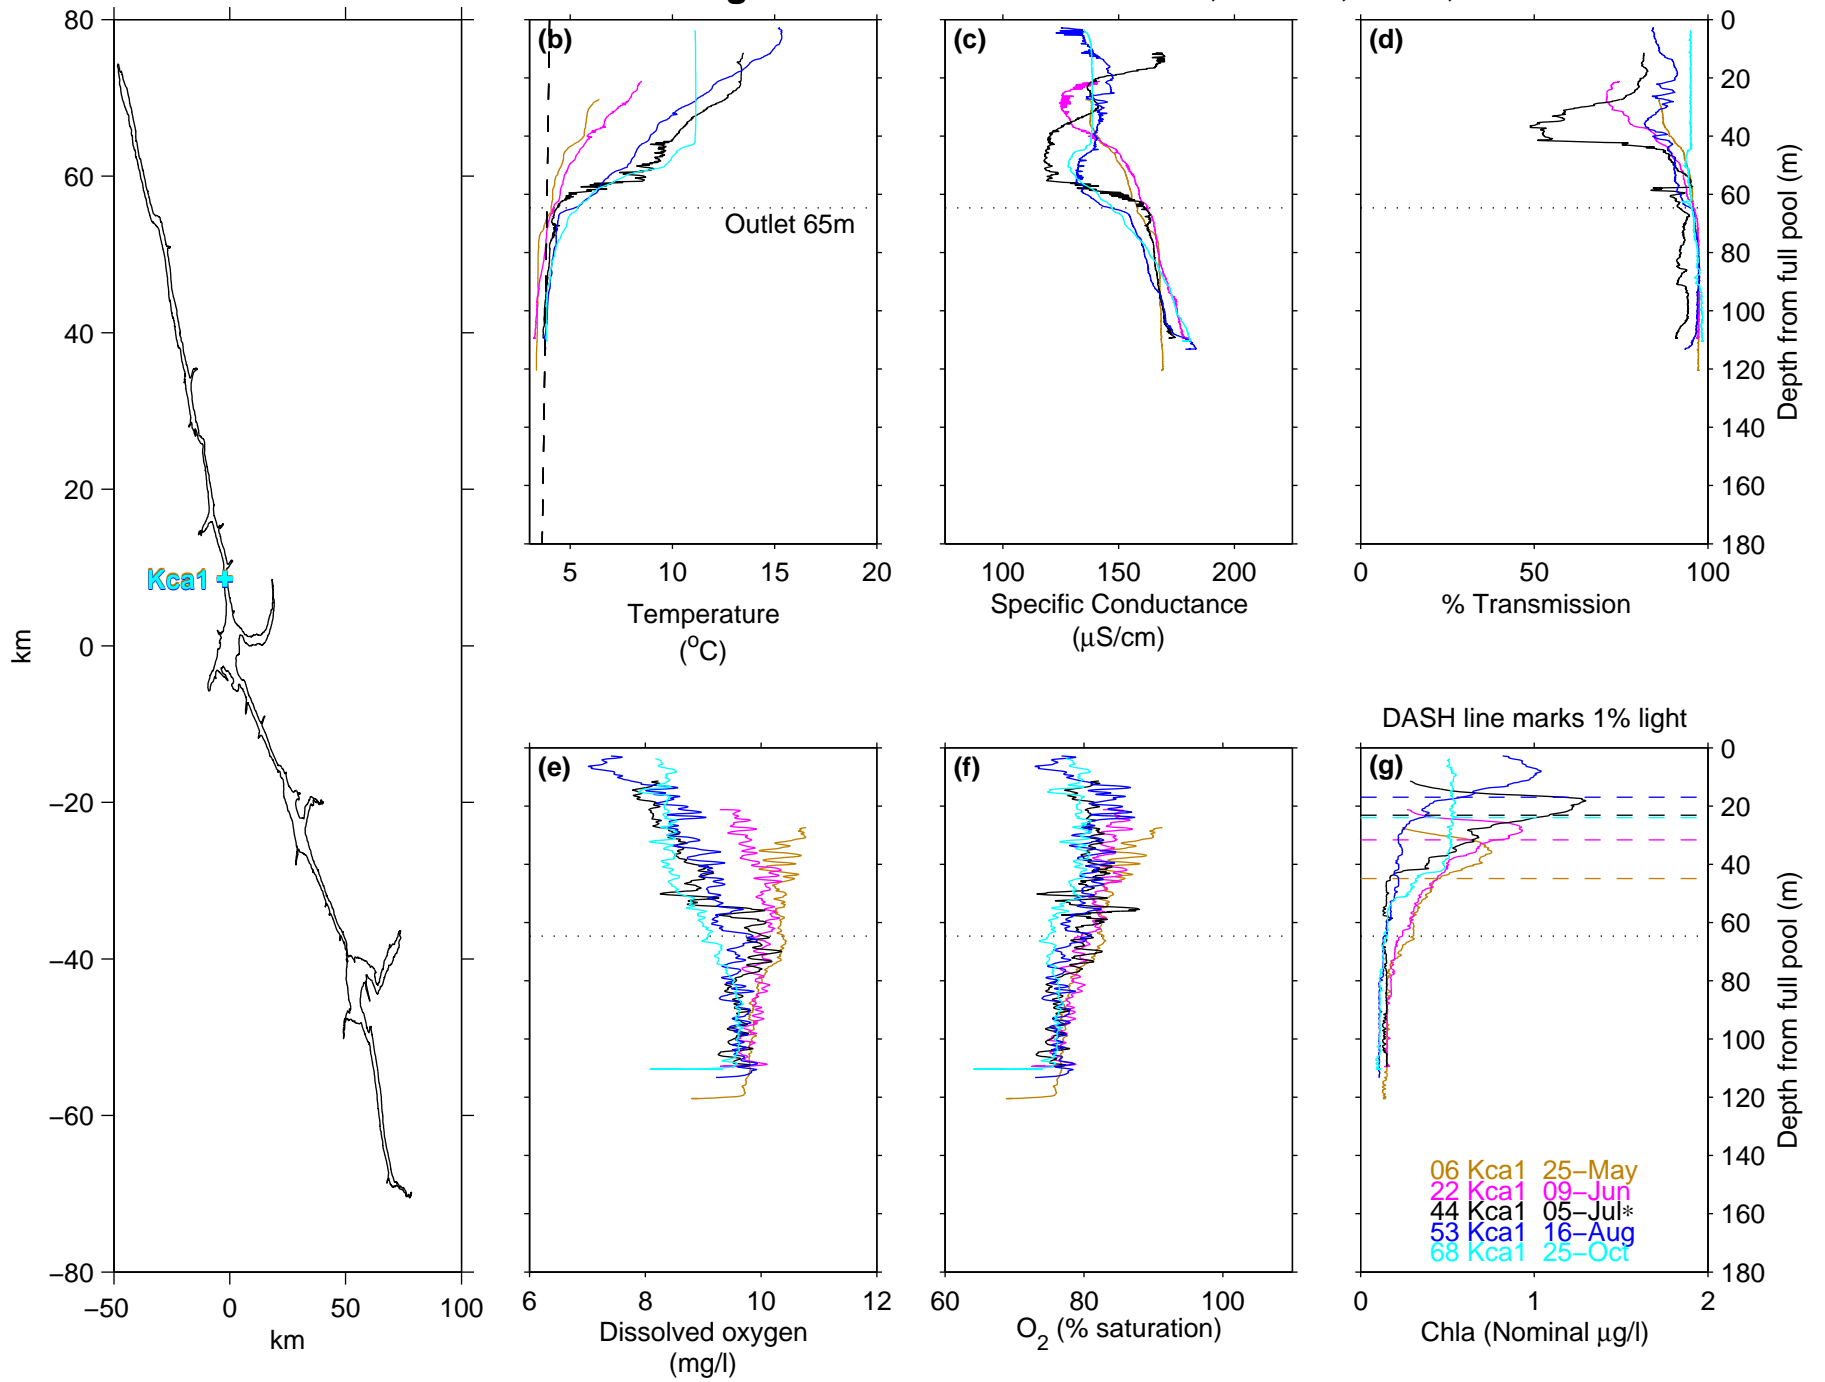 80
60
40
20
0
−20
−40
−60
−80
km
−50 0 50 100
km
Kca1
(b)
Outlet 65m
5 10 15 20
Temperature
(°C)
(c)
100 150 200
Specific Conductance
(μS/cm)
(d)
0 50 100
% Transmission
0
20
40
60
80
100
120
140
160
180
Depth from full pool (m)
(e)
6 8 10 12
Dissolved oxygen
(mg/l)
(f)
60 80 100
O2 (% saturation)
DASH line marks 1% light
(g)
06 Kca1 25−May
22 Kca1 09−Jun
44 Kca1 05−Jul*
53 Kca1 16−Aug
68 Kca1 25−Oct
0 1 2
Chla (Nominal μg/l)
0
20
40
60
80
100
120
140
160
180
Depth from full pool (m)